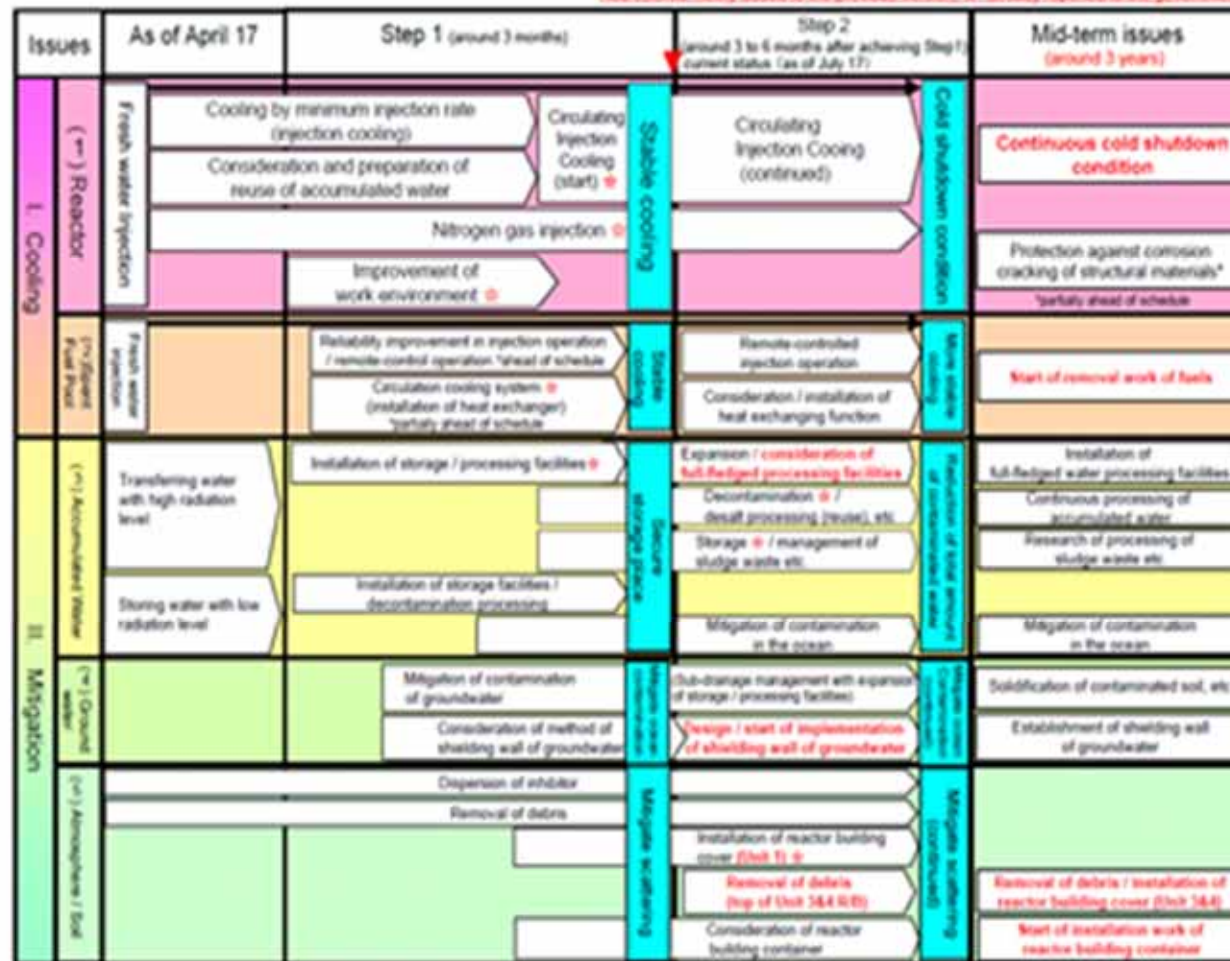 Issues
As of April 17
Step 1 (around 3 months)
Step 2
(around 3 to 6 months after achieving Step1)
current status (as of July 17)
Mid-term issues
(around 3 years)
I. Cooling
Reactor
Fresh water Injection
Cooling by minimum injection rate
(injection cooling)
Consideration and preparation of
reuse of accumulated water
Circulating
Injection
Cooling
(start)
Nitrogen gas injection
Improvement of
work environment
Stable cooling
Circulating
Injection Cooing
(continued)
Cold shutdown condition
Continuous cold shutdown
condition
Protection against corrosion
cracking of structural materials*
*partially ahead of schedule
Fuel Pool
Fresh water
injection
Reliability improvement in injection operation
/ remote-control operation *ahead of schedule
Circulation cooling system
(installation of heat exchanger)
*partially ahead of schedule
Stable
cooling
Remote-controlled
injection operation
Consideration / installation of
heat exchanging function
More stable
cooling
Start of removal work of fuels
II. Mitigation
Accumulated Water
Transferring water
with high radiation
level
Storing water with low
radiation level
Installation of storage / processing facilities
Installation of storage facilities /
decontamination processing
Secure
storage place
Expansion / consideration of
full-fledged processing facilities
Decontamination /
desalt processing (reuse), etc
Storage / management of
sludge waste etc.
Mitigation of contamination
in the ocean
Reduction of total amount
of contaminated water
Installation of
full-fledged water processing facilities
Continuous processing of
accumulated water
Research of processing of
sludge waste etc.
Mitigation of contamination
in the ocean
Ground
water
Mitigation of contamination
of groundwater
Consideration of method of
shielding wall of groundwater
(Sub-drainage management with expansion
of storage / processing facilities)
Design / start of implementation
of shielding wall of groundwater
Solidification of contaminated soil, etc
Establishment of shielding wall
of groundwater
Atmosphere / Soil
Dispersion of inhibitor
Removal of debris
Mitigate scattering
Installation of reactor building
cover (Unit 1)
Removal of debris
(top of Unit 3&4 R/B)
Consideration of reactor
building container
Mitigate scattering
(continued)
Removal of debris / installation of
reactor building cover (Unit 3&4)
Start of installation work of
reactor building container